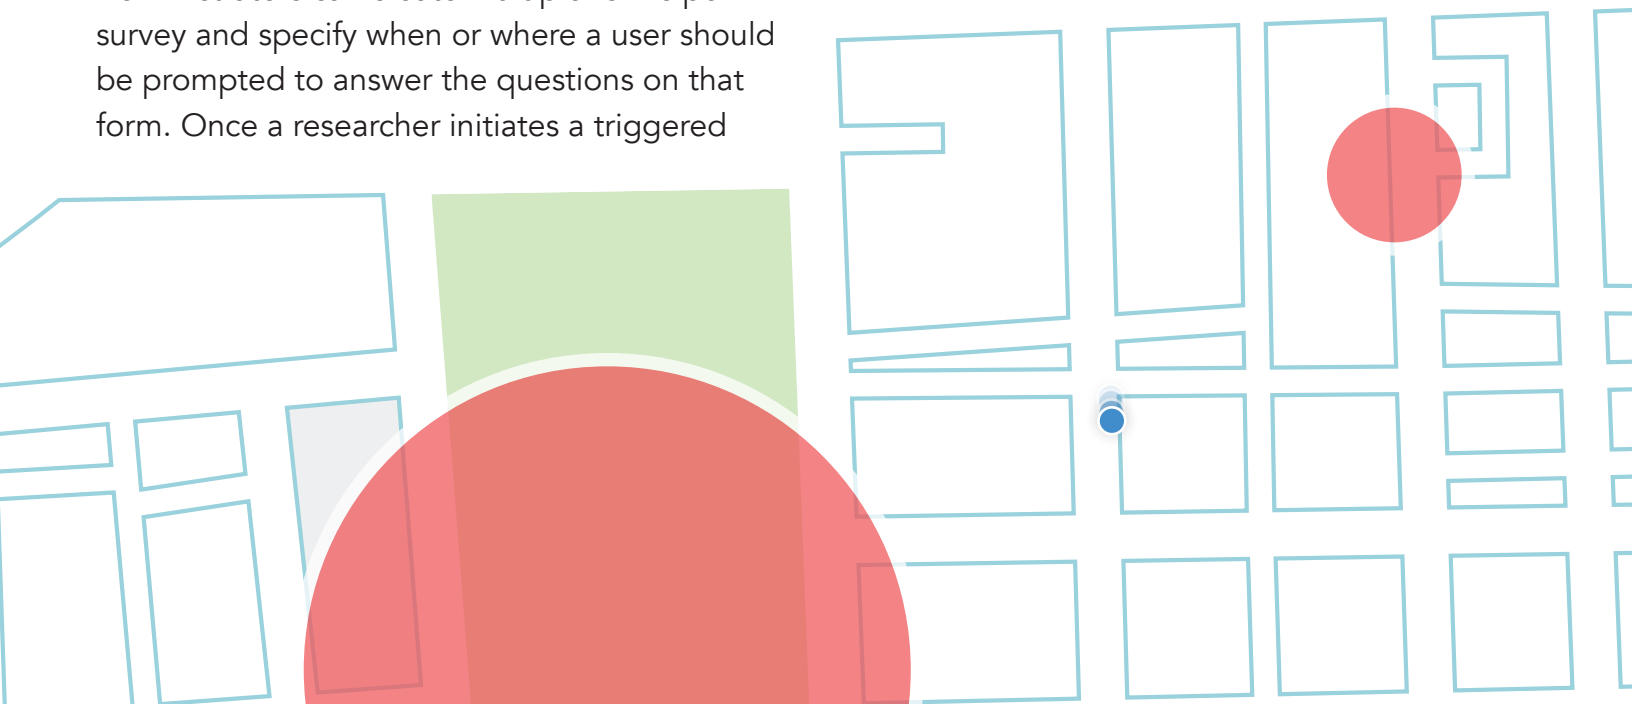 survey and specify when or where a user should
be prompted to answer the questions on that
form. Once a researcher initiates a triggered